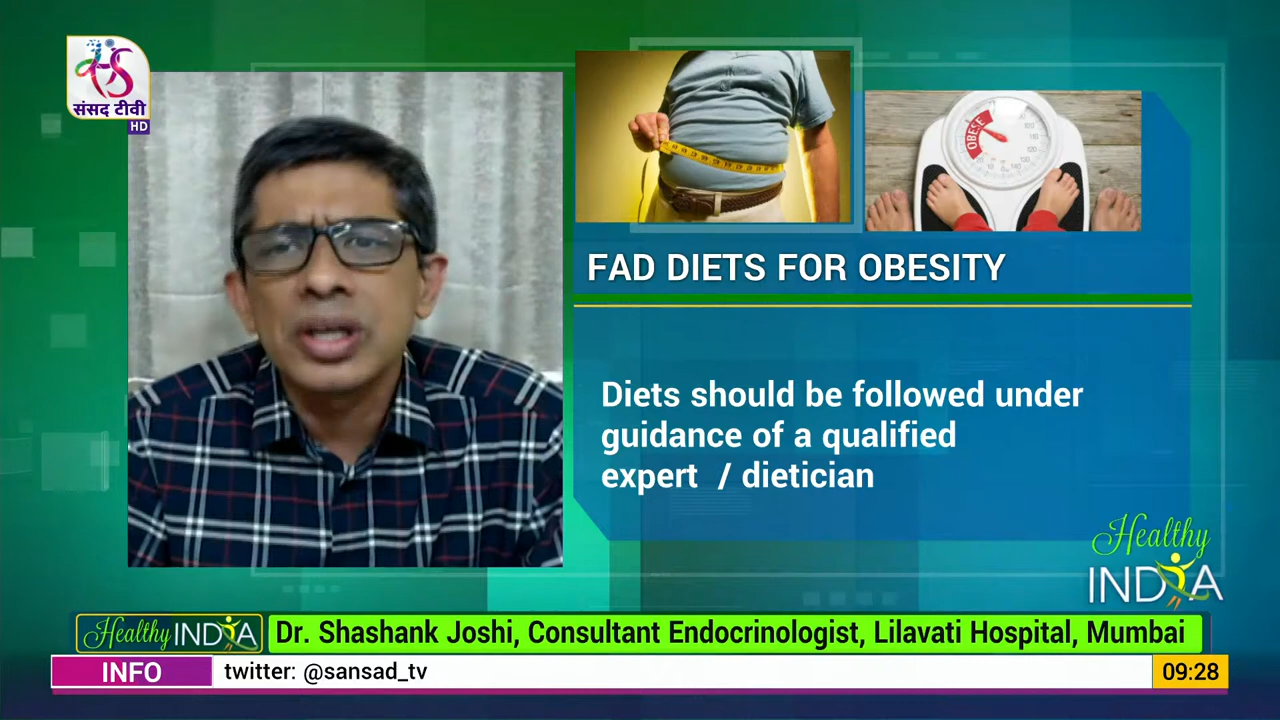 संसद टीवी
HD
OBESE
FAD DIETS FOR OBESITY
Diets should be followed under
guidance of a qualified
expert / dietician
Healthy
INDIA
Healthy INDIA
Dr. Shashank Joshi, Consultant Endocrinologist, Lilavati Hospital, Mumbai
INFO
twitter: @sansad_tv
09:28